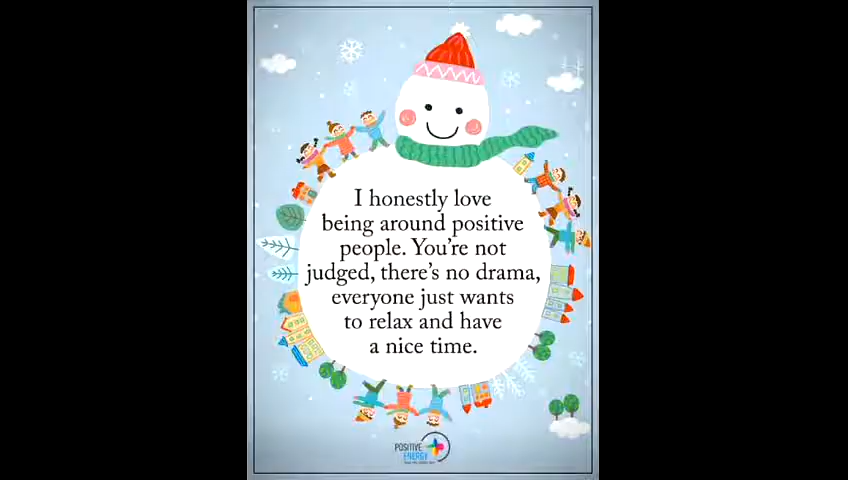 I honestly love
being around positive
people. You're not
judged, there's no drama,
everyone just wants
to relax and have
a nice time.
POSITIVE
ENERGY